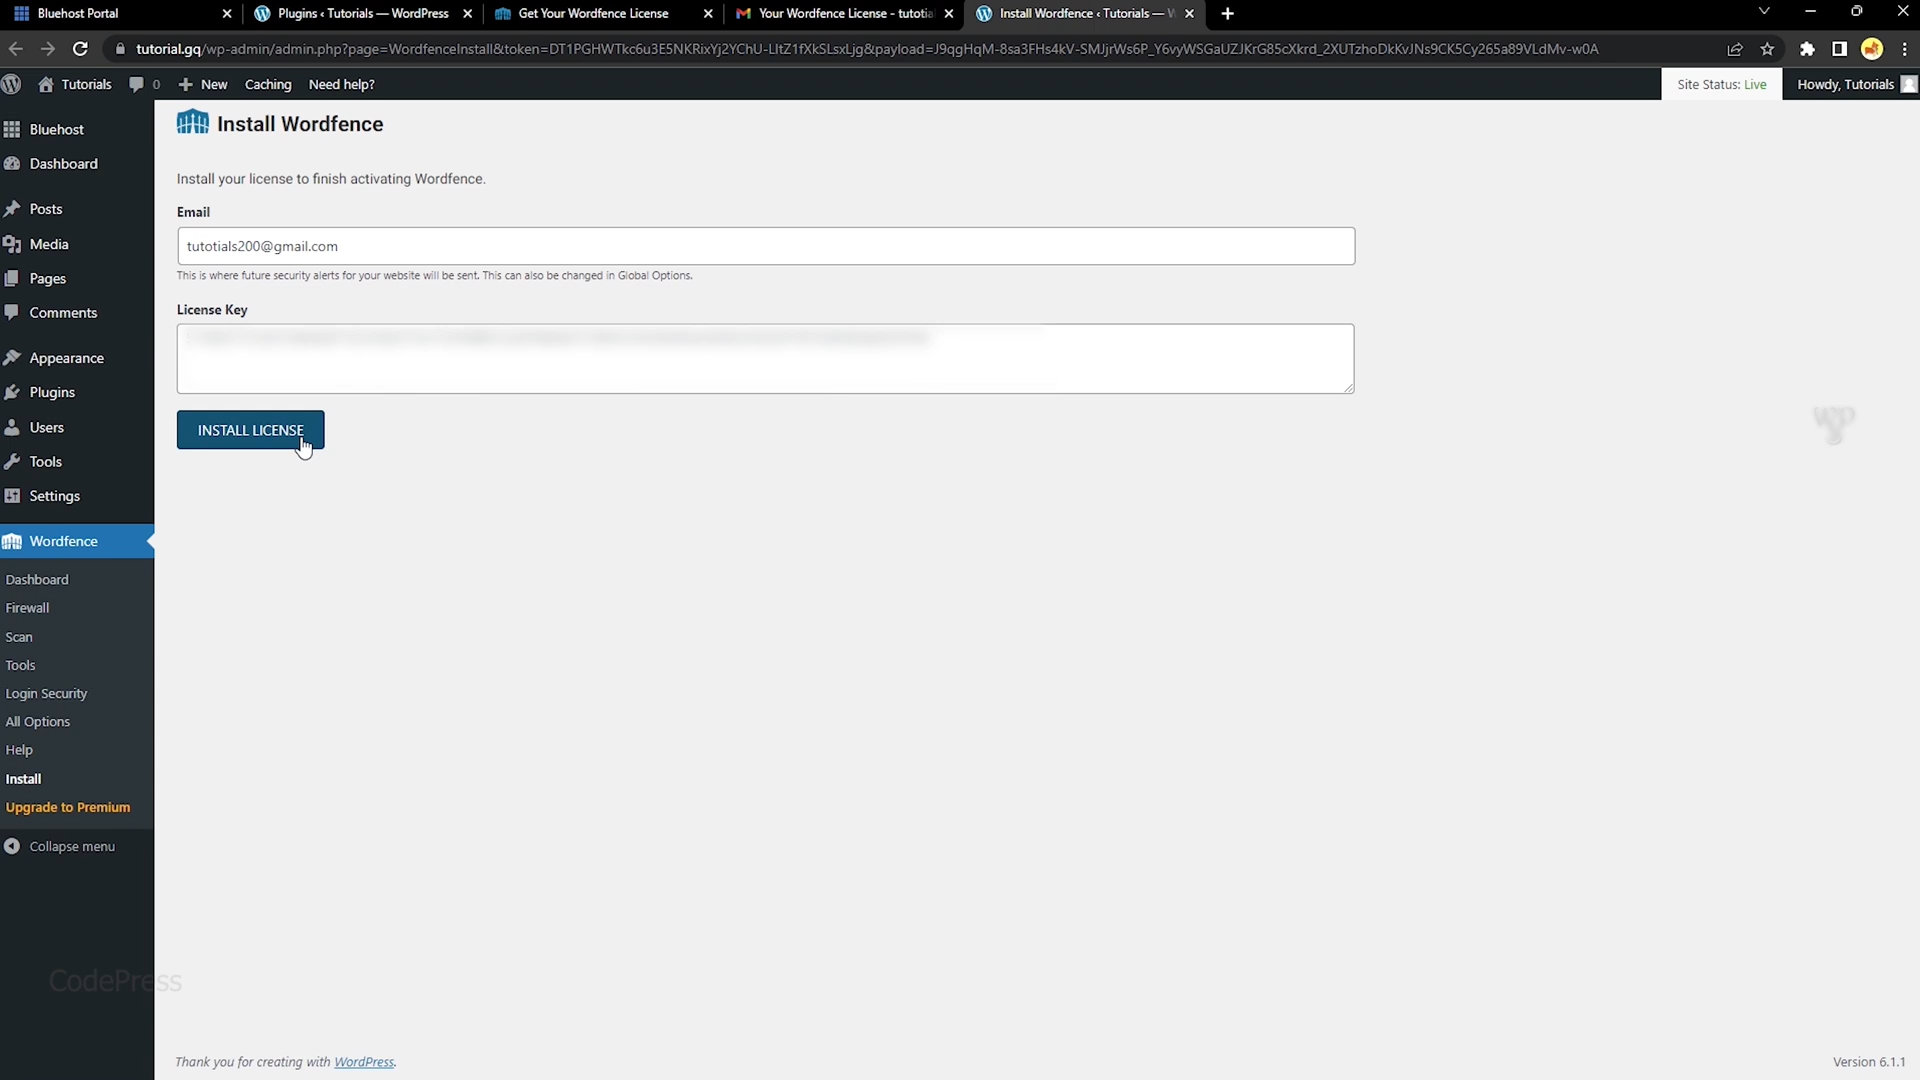 Bluehost Portal
Plugins ‹ Tutorials — WordPress
Get Your Wordfence License
Your Wordfence License - tutotial
Install Wordfence ‹ Tutorials — W
tutorial.gq/wp-admin/admin.php?page=WordfenceInstall&token=DT1PGHWTkc6u3E5NKRixYj2YChU-LItZ1fXkSLsxLjg&payload=J9qgHqM-8sa3FHs4kV-SMJjrWs6P_Y6vyWSGaUZJKrG85cXkrd_2XUTzhoDkKvJNs9CK5Cy265a89VLdMv-w0A
Tutorials
0
New
Caching
Need help?
Site Status: Live
Howdy, Tutorials
Bluehost
Dashboard
Posts
Media
Pages
Comments
Appearance
Plugins
Users
Tools
Settings
Wordfence
Dashboard
Firewall
Scan
Tools
Login Security
All Options
Help
Install
Upgrade to Premium
Collapse menu
Install Wordfence
Install your license to finish activating Wordfence.
Email
tutotials200@gmail.com
This is where future security alerts for your website will be sent. This can also be changed in Global Options.
License Key
INSTALL LICENSE
wp
CodePress
Thank you for creating with WordPress.
Version 6.1.1